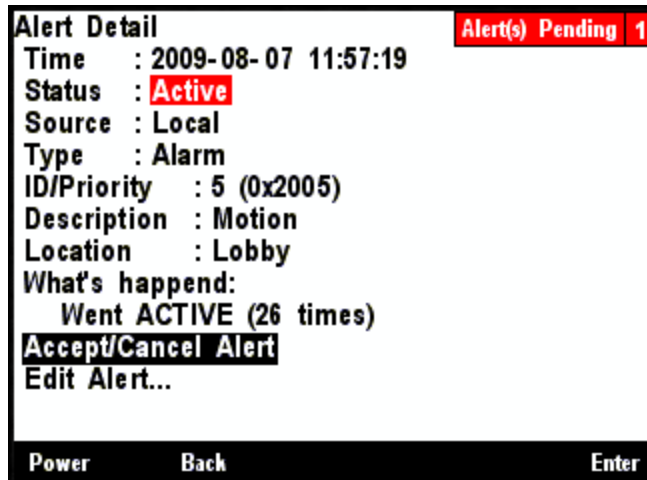 Alert Detail
Alert(s) Pending 1
Time : 2009-08-07 11:57:19
Status : Active
Source : Local
Type : Alarm
ID/Priority : 5 (0x2005)
Description : Motion
Location : Lobby
What's happend:
Went ACTIVE (26 times)
Accept/Cancel Alert
Edit Alert...
Power Back Enter